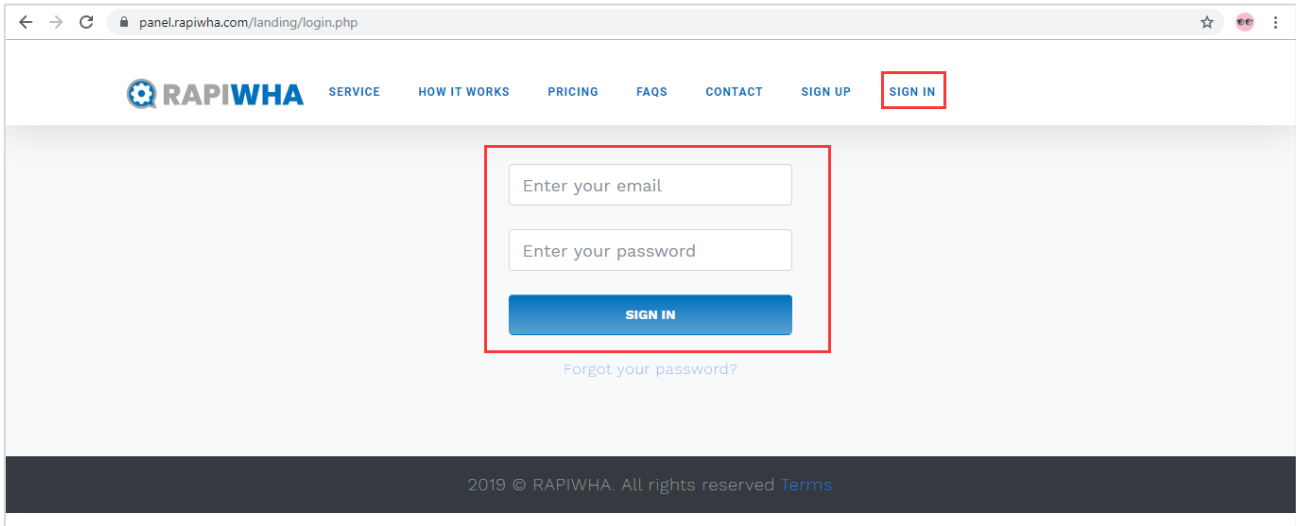 panel.rapiwha.com/landing/login.php
RAPIWHA SERVICE HOW IT WORKS PRICING FAQS CONTACT SIGN UP SIGN IN
Enter your email
Enter your password
SIGN IN
Forgot your password?
2019 © RAPIWHA. All rights reserved Terms